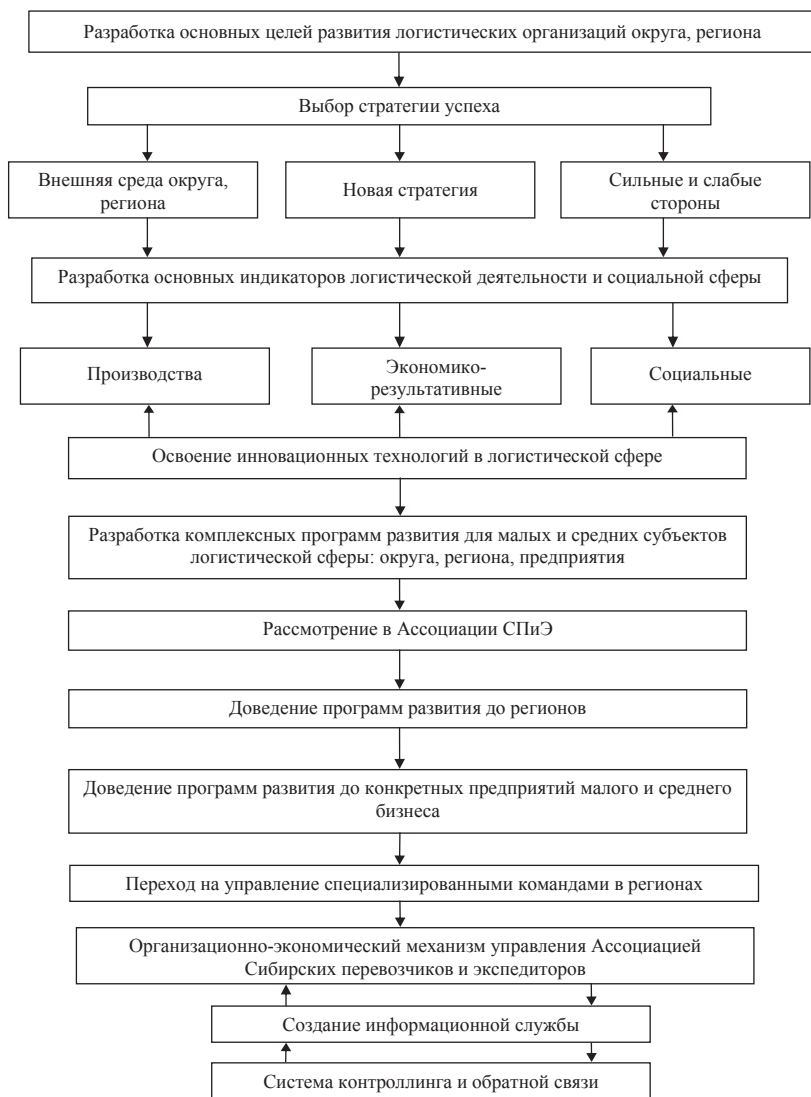 Разработка основных целей развития логистических организаций округа, региона
Выбор стратегии успеха
Внешняя среда округа,
региона
Новая стратегия
Сильные и слабые
стороны
Разработка основных индикаторов логистической деятельности и социальной сферы
Производства
Экономико-
результативные
Социальные
Освоение инновационных технологий в логистической сфере
Разработка комплексных программ развития для малых и средних субъектов
логистической сферы: округа, региона, предприятия
Рассмотрение в Ассоциации СПиЭ
Доведение программ развития до регионов
Доведение программ развития до конкретных предприятий малого и среднего
бизнеса
Переход на управление специализированными командами в регионах
Организационно-экономический механизм управления Ассоциацией
Сибирских перевозчиков и экспедиторов
Создание информационной службы
Система контроллинга и обратной связи